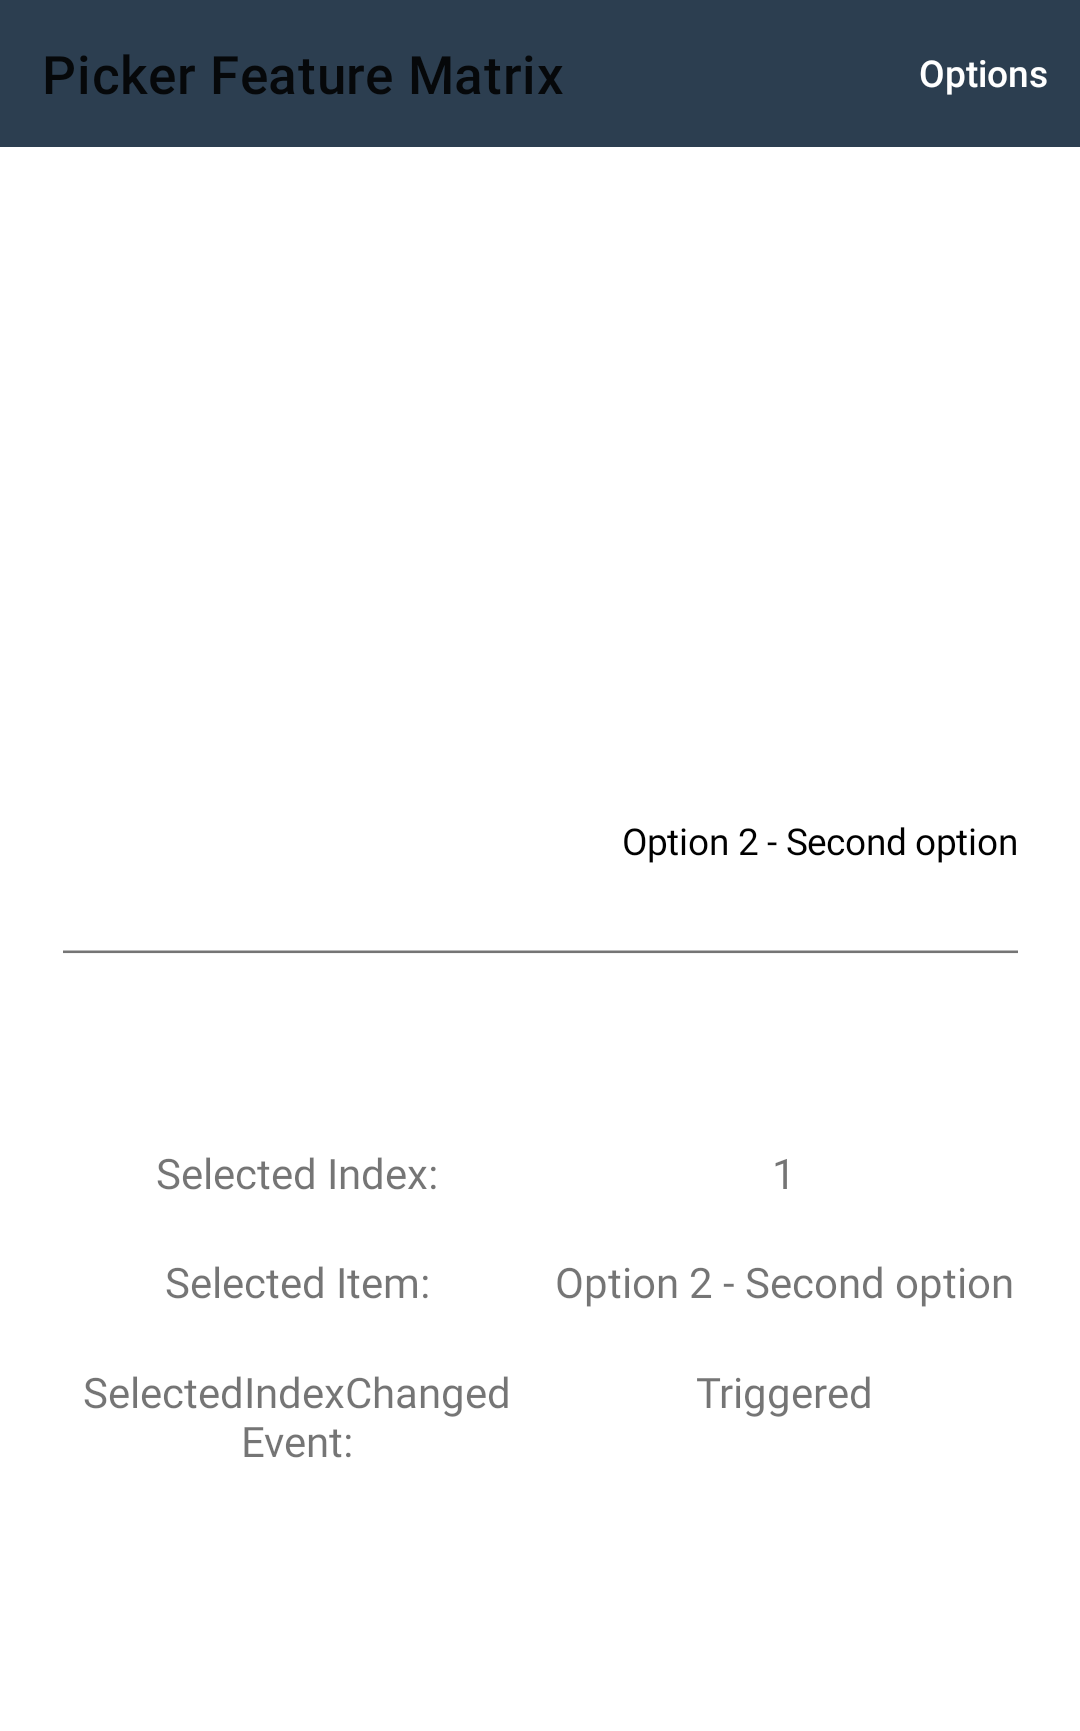 Picker Feature Matrix
Options
Option 2 - Second option
Selected Index:
1
Selected Item:
Option 2 - Second option
SelectedIndexChanged
Event:
Triggered